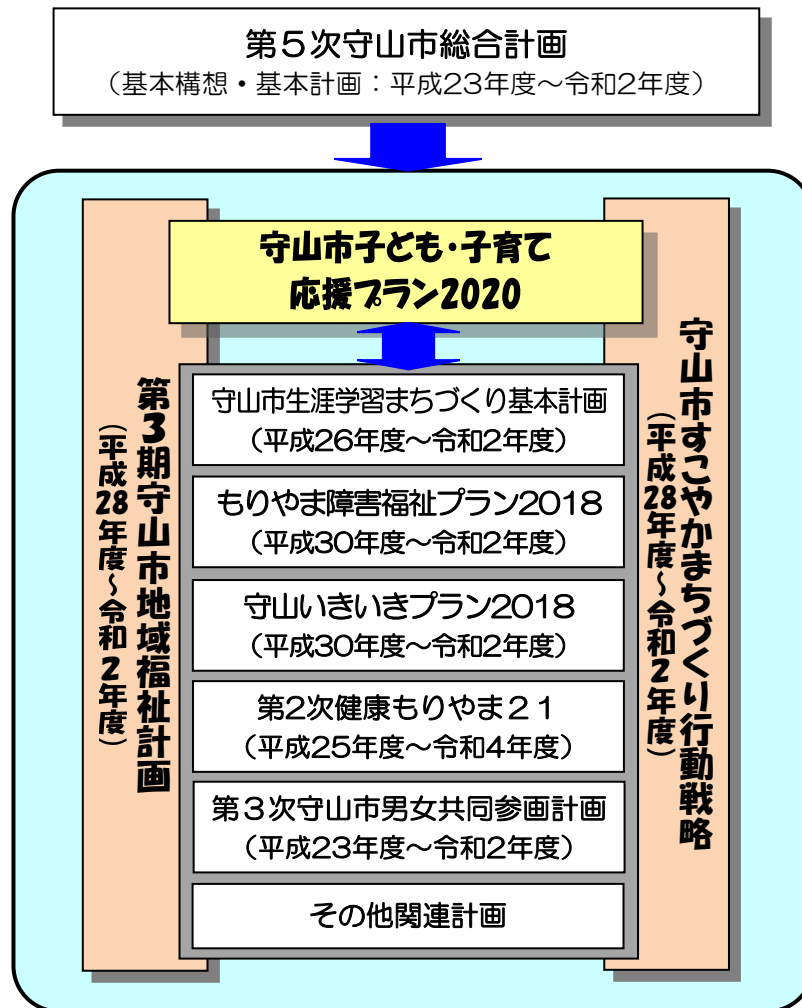 第５次守山市総合計画
（基本構想・基本計画：平成23年度～令和2年度）
守山市子ども・子育て
応援プラン2020
第3期守山市地域福祉計画
（平成28年度～令和2年度）
守山市生涯学習まちづくり基本計画
（平成26年度～令和2年度）
もりやま障害福祉プラン2018
（平成30年度～令和2年度）
守山いきいきプラン2018
（平成30年度～令和2年度）
第2次健康もりやま２１
（平成25年度～令和4年度）
第３次守山市男女共同参画計画
（平成23年度～令和2年度）
その他関連計画
守山市すこやかまちづくり行動戦略
（平成28年度～令和2年度）